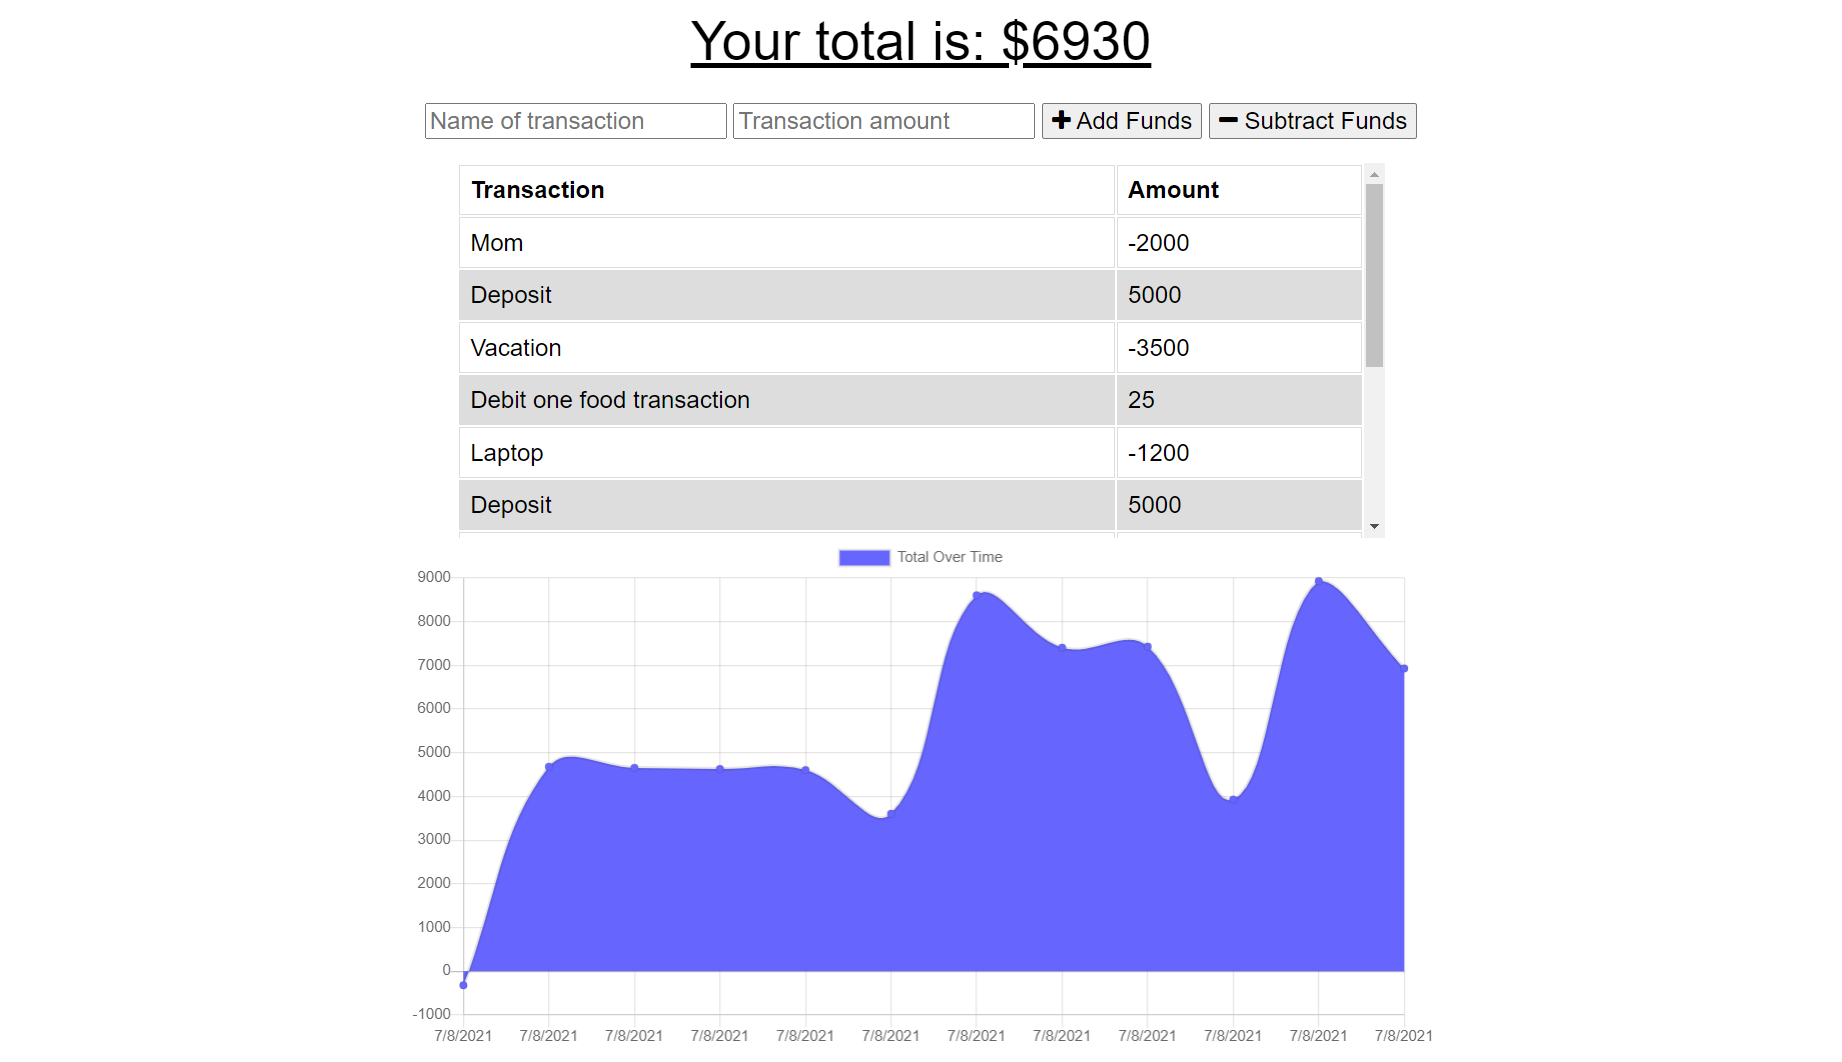 Your total is: $6930
Name of transaction Transaction amount Add Funds Subtract Funds
Transaction Amount
Mom -2000
Deposit 5000
Vacation -3500
Debit one food transaction 25
Laptop -1200
Deposit 5000
Total Over Time
9000
8000
7000
6000
5000
4000
3000
2000
1000
0
-1000
7/8/2021 7/8/2021 7/8/2021 7/8/2021 7/8/2021 7/8/2021 7/8/2021 7/8/2021 7/8/2021 7/8/2021 7/8/2021 7/8/2021